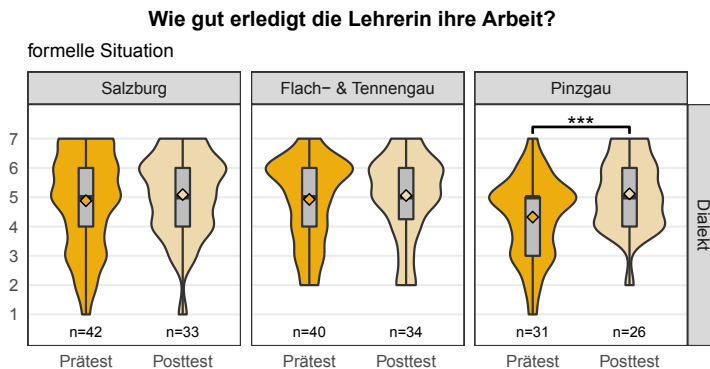 Wie gut erledigt die Lehrerin ihre Arbeit?
formelle Situation
Salzburg Flach− & Tennengau Pinzgau
***
7
6
5
4
3
2
1
Dialekt
n=42 n=33 n=40 n=34 n=31 n=26
Prätest Posttest Prätest Posttest Prätest Posttest